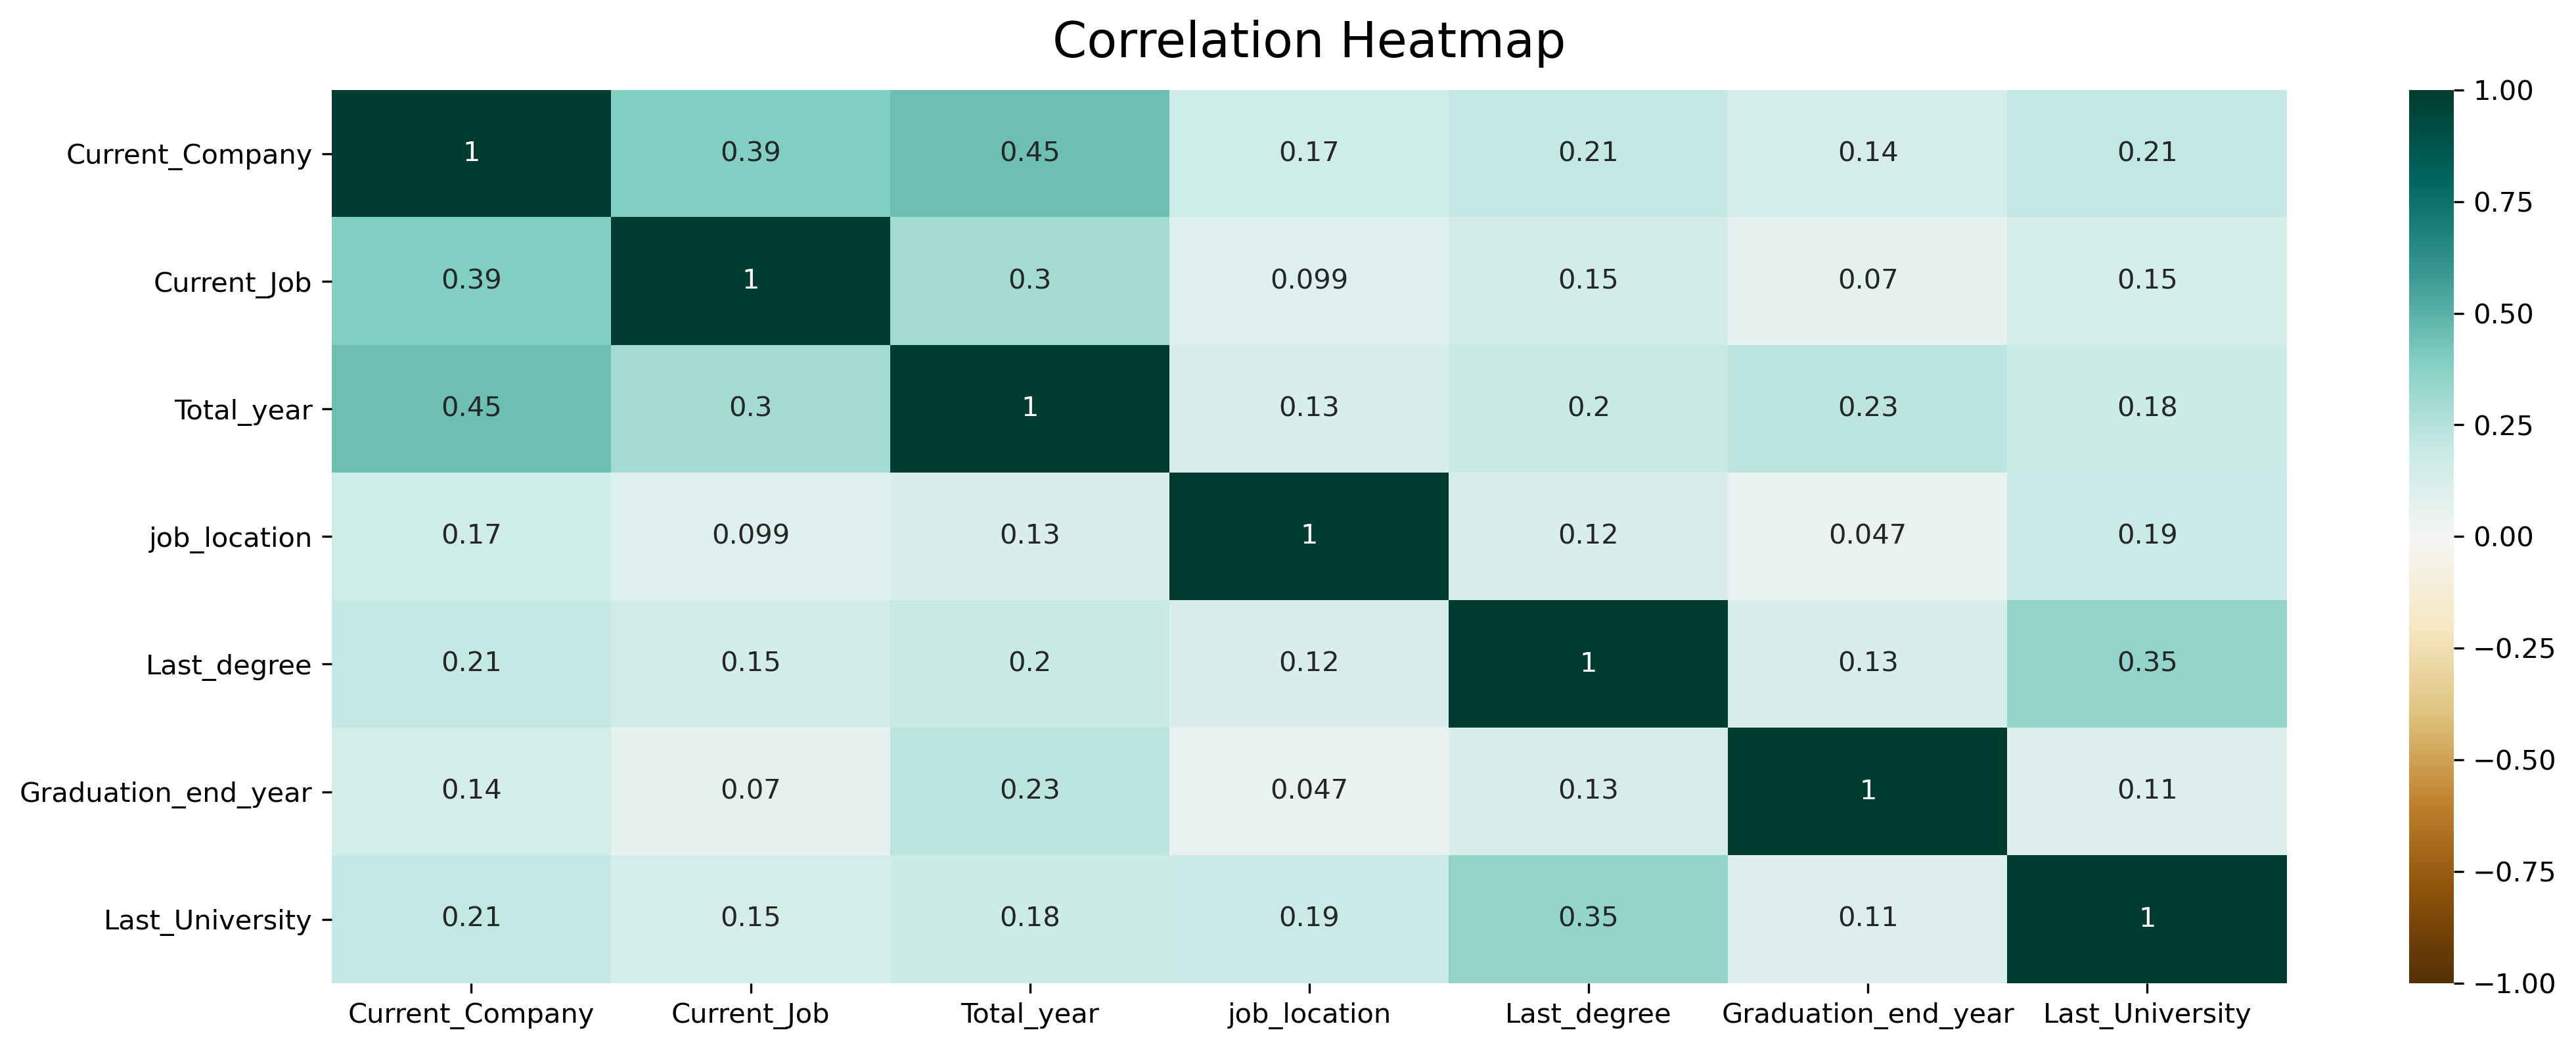 Correlation Heatmap
Current_Company 1 0.39 0.45 0.17 0.21 0.14 0.21
Current_Job 0.39 1 0.3 0.099 0.15 0.07 0.15
Total_year 0.45 0.3 1 0.13 0.2 0.23 0.18
job_location 0.17 0.099 0.13 1 0.12 0.047 0.19
Last_degree 0.21 0.15 0.2 0.12 1 0.13 0.35
Graduation_end_year 0.14 0.07 0.23 0.047 0.13 1 0.11
Last_University 0.21 0.15 0.18 0.19 0.35 0.11 1
Current_Company Current_Job Total_year job_location Last_degree Graduation_end_year Last_University
1.00
0.75
0.50
0.25
0.00
−0.25
−0.50
−0.75
−1.00